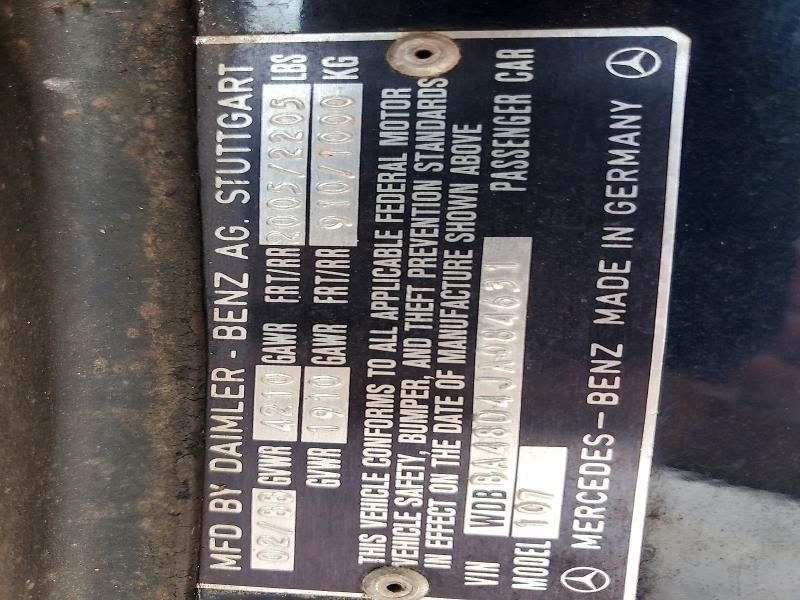 MFD BY DAIMLER - BENZ AG. STUTTGART
02/88 GVWR 4210 GAWR FRT/RR 2005/2205 LBS
GVWR 1910 GAWR FRT/RR 910/1000 KG
THIS VEHICLE CONFORMS TO ALL APPLICABLE FEDERAL MOTOR
VEHICLE SAFETY, BUMPER, AND THEFT PREVENTION STANDARDS
IN EFFECT ON THE DATE OF MANUFACTURE SHOWN ABOVE
VIN WDBBA48D4JA084631 PASSENGER CAR
MODEL 107
MERCEDES-BENZ MADE IN GERMANY